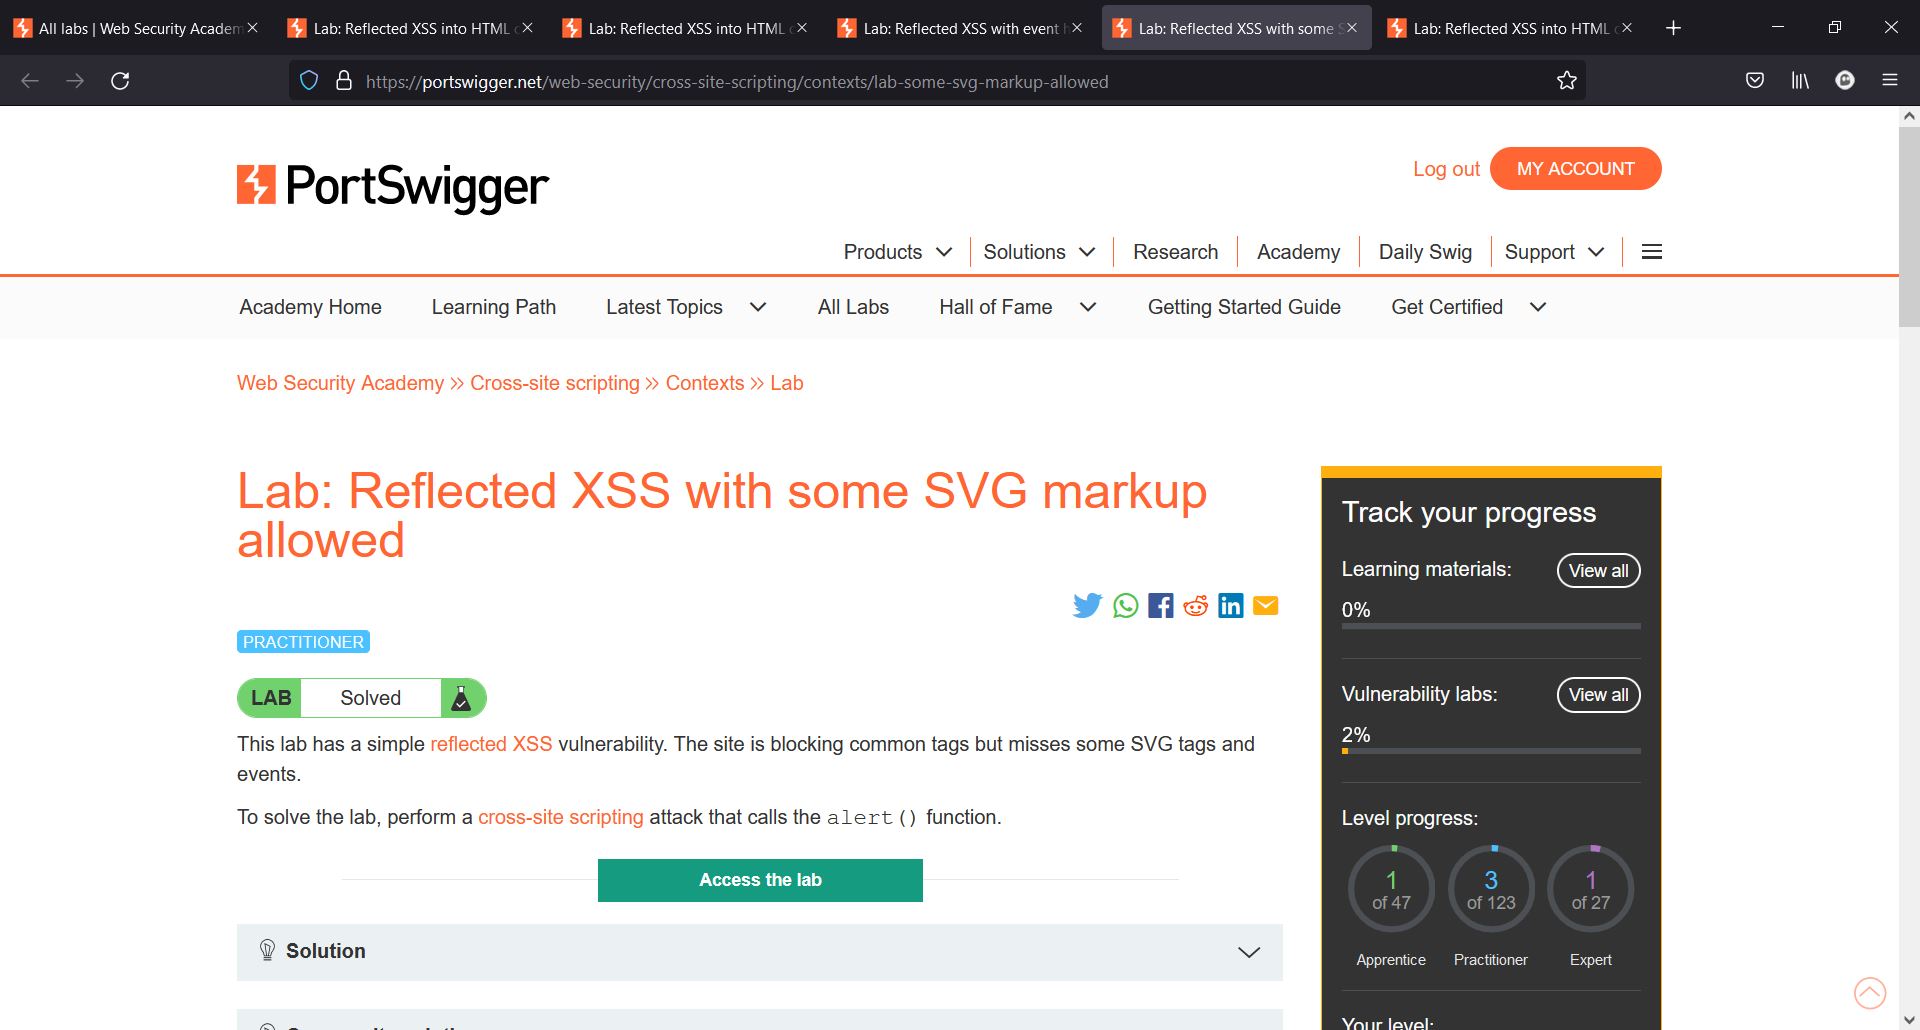 All labs | Web Security Academ
Lab: Reflected XSS into HTML c
Lab: Reflected XSS into HTML c
Lab: Reflected XSS with event h
Lab: Reflected XSS with some S
Lab: Reflected XSS into HTML c
https://portswigger.net/web-security/cross-site-scripting/contexts/lab-some-svg-markup-allowed
PortSwigger
Log out
MY ACCOUNT
Products
Solutions
Research
Academy
Daily Swig
Support
Academy Home
Learning Path
Latest Topics
All Labs
Hall of Fame
Getting Started Guide
Get Certified
Web Security Academy » Cross-site scripting » Contexts » Lab
Lab: Reflected XSS with some SVG markup
allowed
PRACTITIONER
LAB Solved
This lab has a simple reflected XSS vulnerability. The site is blocking common tags but misses some SVG tags and
events.
To solve the lab, perform a cross-site scripting attack that calls the alert() function.
Access the lab
Solution
Track your progress
Learning materials:
View all
0%
Vulnerability labs:
View all
2%
Level progress:
1
of 47
3
of 123
1
of 27
Apprentice
Practitioner
Expert
Your level: